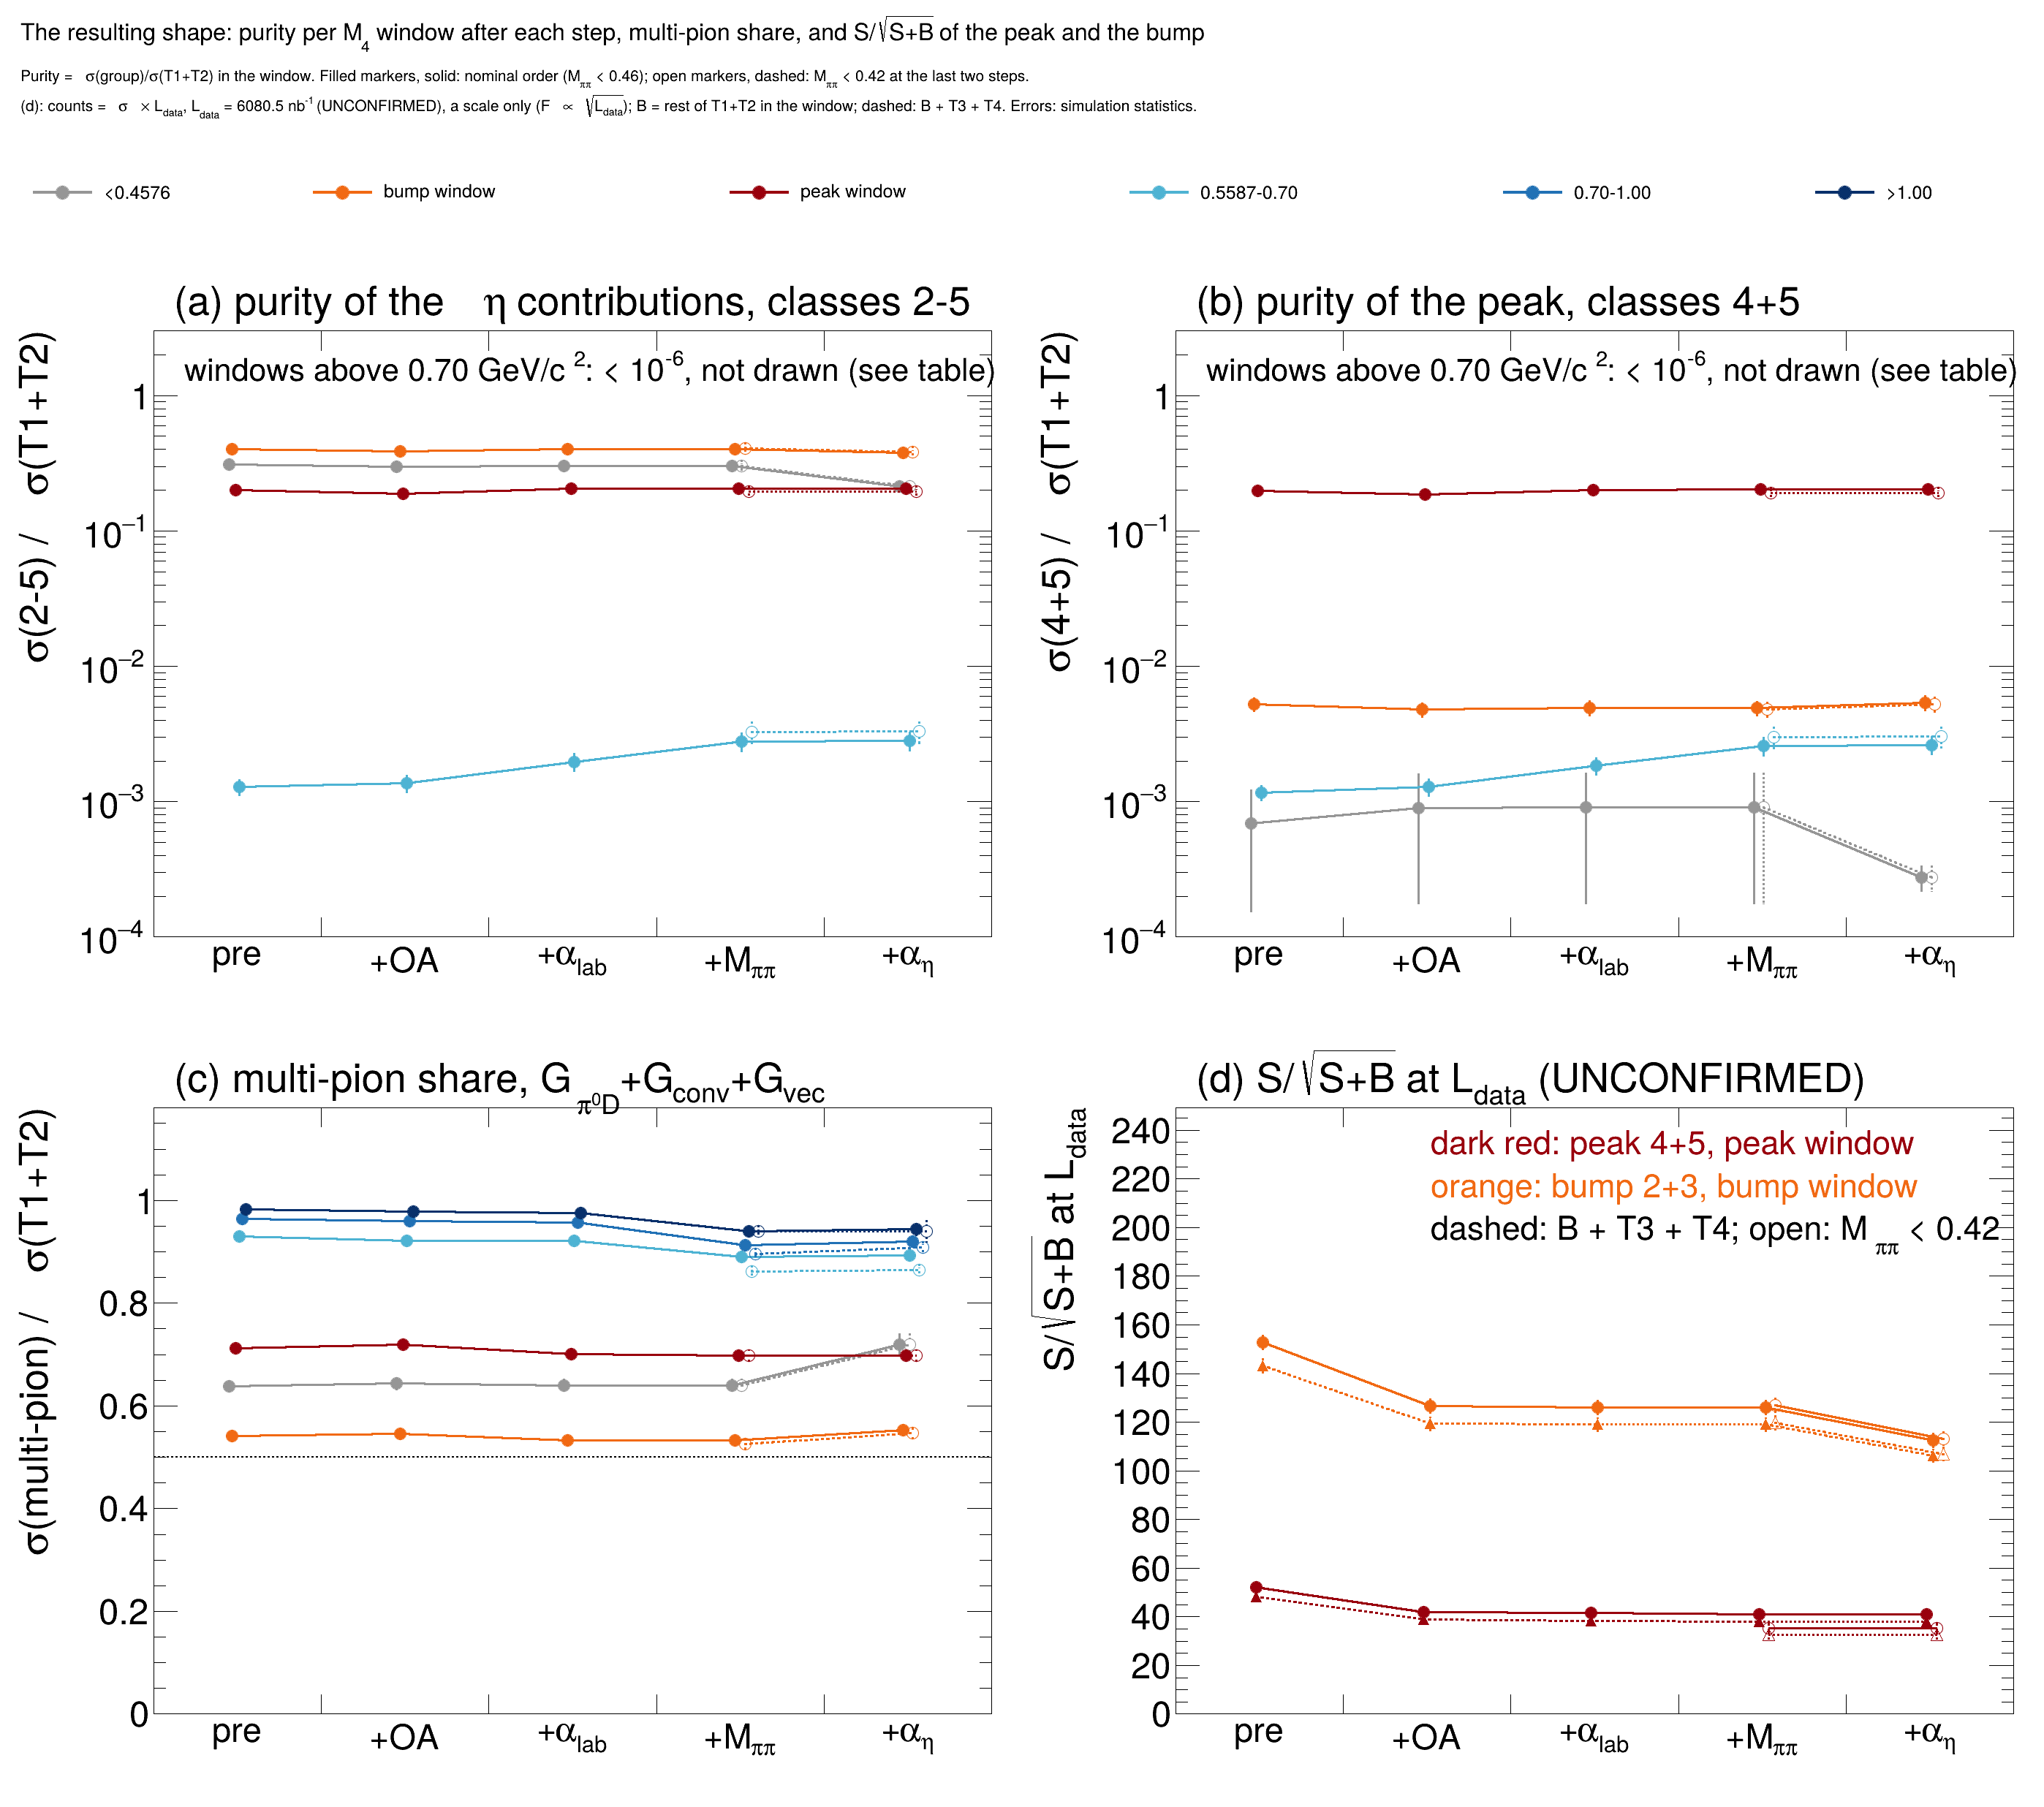 The resulting shape: purity per M₄ window after each step, multi-pion share, and S/√S+B of the peak and the bump
Purity = σ(group)/σ(T1+T2) in the window. Filled markers, solid: nominal order (Mππ < 0.46); open markers, dashed: Mππ < 0.42 at the last two steps.
(d): counts = σ × Ldata, Ldata = 6080.5 nb⁻¹ (UNCONFIRMED), a scale only (F ∝ √Ldata); B = rest of T1+T2 in the window; dashed: B + T3 + T4. Errors: simulation statistics.
<0.4576 bump window peak window 0.5587-0.70 0.70-1.00 >1.00
(a) purity of the η contributions, classes 2-5
windows above 0.70 GeV/c²: < 10⁻⁶, not drawn (see table)
σ(2-5) / σ(T1+T2)
1
10⁻¹
10⁻²
10⁻³
10⁻⁴
pre +OA +αlab +Mππ +αη
(b) purity of the peak, classes 4+5
windows above 0.70 GeV/c²: < 10⁻⁶, not drawn (see table)
σ(4+5) / σ(T1+T2)
1
10⁻¹
10⁻²
10⁻³
10⁻⁴
pre +OA +αlab +Mππ +αη
(c) multi-pion share, Gπ⁰D+Gconv+Gvec
σ(multi-pion) / σ(T1+T2)
1
0.8
0.6
0.4
0.2
0
pre +OA +αlab +Mππ +αη
(d) S/√S+B at Ldata (UNCONFIRMED)
dark red: peak 4+5, peak window
orange: bump 2+3, bump window
dashed: B + T3 + T4; open: Mππ < 0.42
S/√S+B at Ldata
240
220
200
180
160
140
120
100
80
60
40
20
0
pre +OA +αlab +Mππ +αη